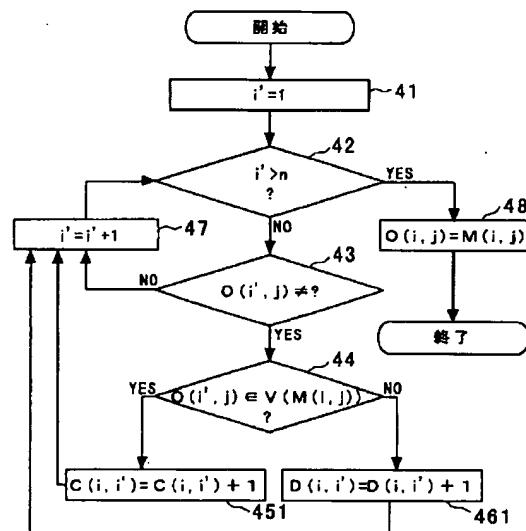 開始
i'=1
41
42
i'>n
?
YES
NO
i'=i'+1
47
48
O(i,j)=M(i,j)
43
O(i',j)≠?
NO
YES
終了
44
YES
NO
O(i',j)∈V(M(i,j))
?
C(i,i')=C(i,i')+1
D(i,i')=D(i,i')+1
451
461